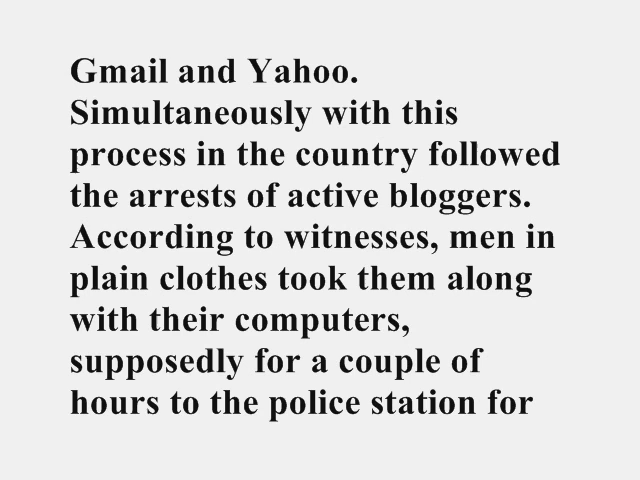 Gmail and Yahoo.
Simultaneously with this
process in the country followed
the arrests of active bloggers.
According to witnesses, men in
plain clothes took them along
with their computers,
supposedly for a couple of
hours to the police station for